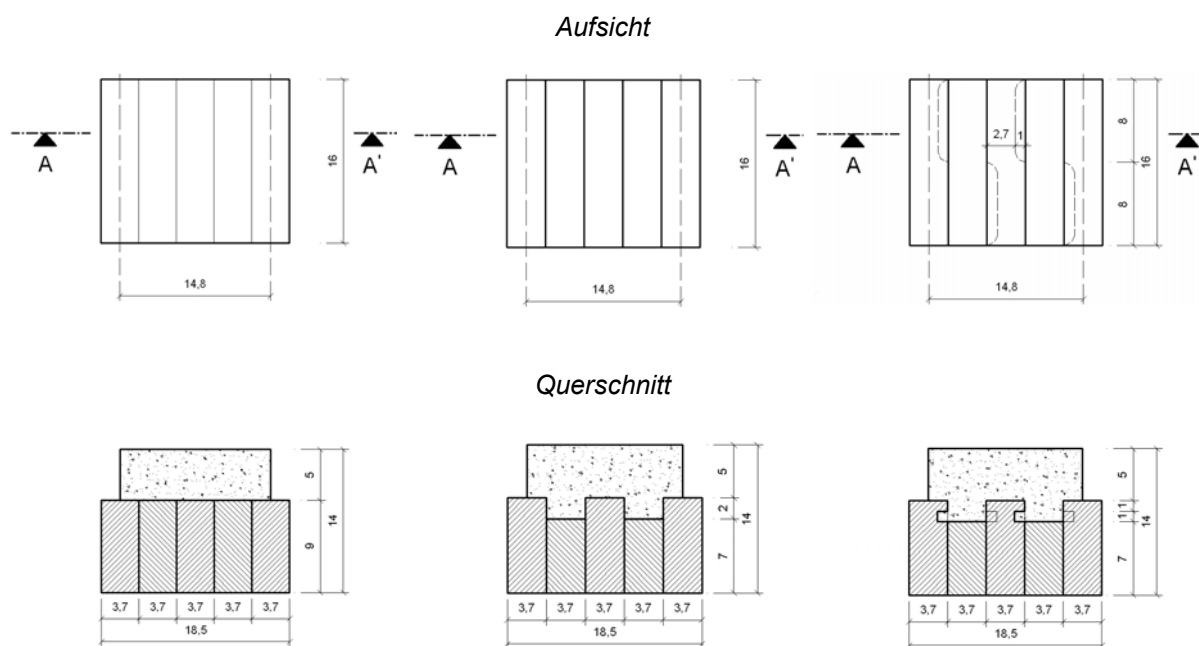 Aufsicht
A A' 16
14,8
A A' 16
14,8
A A' 2,7 1 8 8 16
14,8
Querschnitt
5 9 14
3,7 3,7 3,7 3,7 3,7
18,5
5 2 7 14
3,7 3,7 3,7 3,7 3,7
18,5
5 1 1 7 14
3,7 3,7 3,7 3,7 3,7
18,5